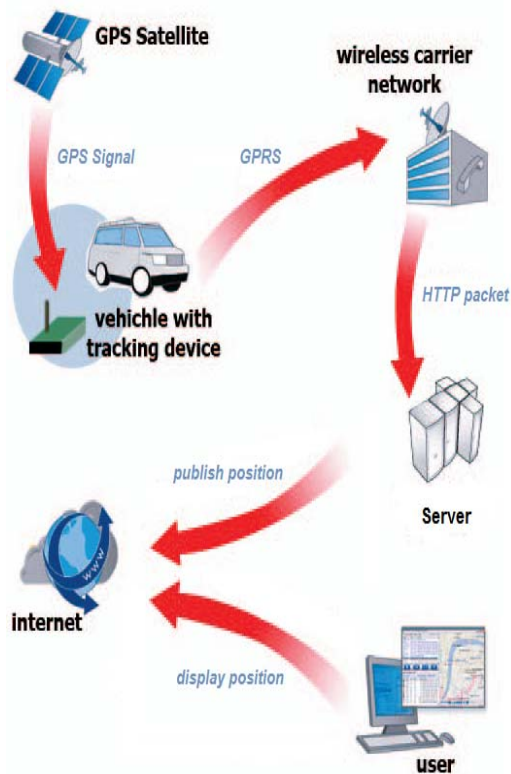 GPS Satellite
wireless carrier
network
GPS Signal
GPRS
vehichle with
tracking device
HTTP packet
publish position
Server
www
internet
display position
user